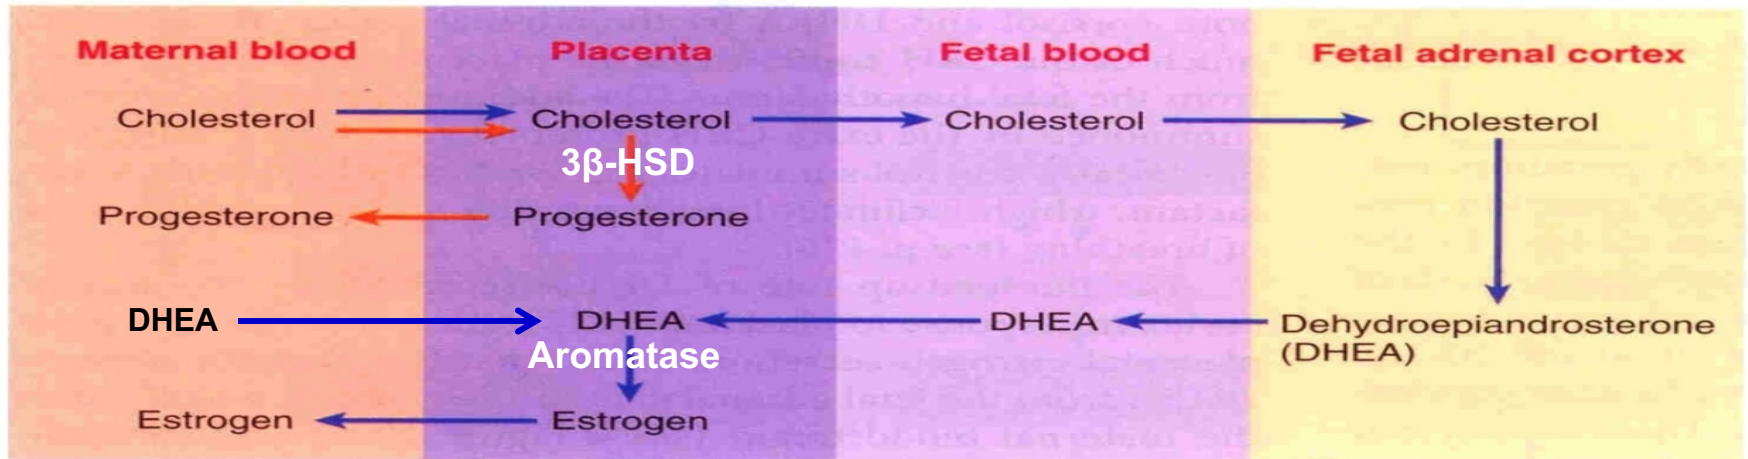 Maternal blood Placenta Fetal blood Fetal adrenal cortex
Cholesterol Cholesterol Cholesterol Cholesterol
3β-HSD
Progesterone Progesterone
DHEA DHEA DHEA Dehydroepiandrosterone
(DHEA)
Aromatase
Estrogen Estrogen